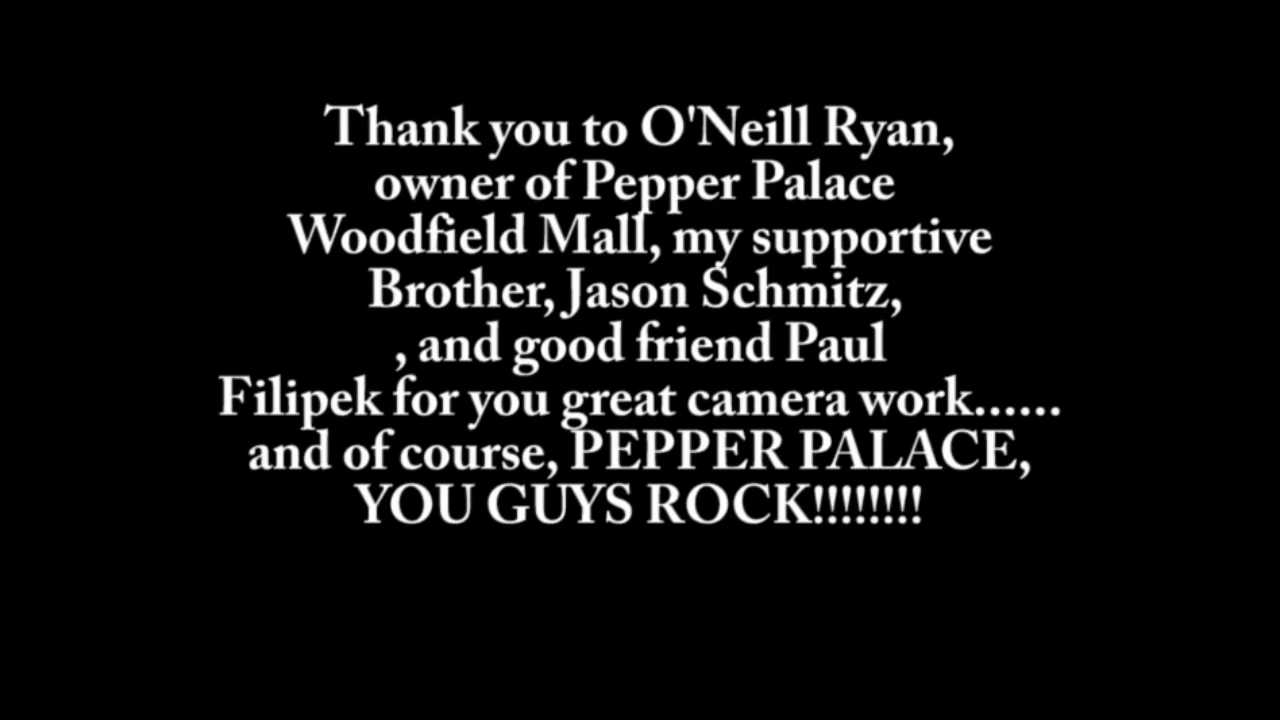 Thank you to O'Neill Ryan,
owner of Pepper Palace
Woodfield Mall, my supportive
Brother, Jason Schmitz,
, and good friend Paul
Filipek for you great camera work......
and of course, PEPPER PALACE,
YOU GUYS ROCK!!!!!!!!!